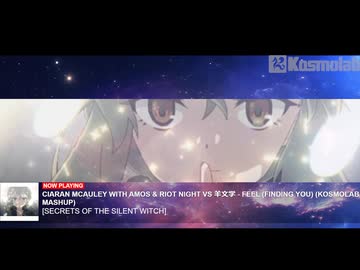 Kosmolab
NOW PLAYING
CIARAN MCAULEY WITH AMOS & RIOT NIGHT VS 羊文学 - FEEL (FINDING YOU) (KOSMOLAB
MASHUP)
[SECRETS OF THE SILENT WITCH]